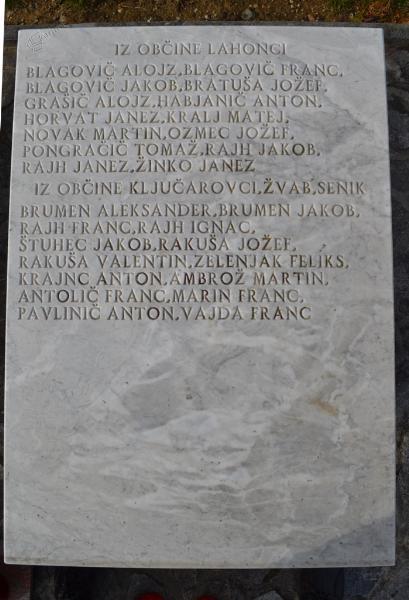 IZ OBČINE LAHONCI
BLAGOVIČ ALOJZ,BLAGOVIČ FRANC,
BLAGOVIČ JAKOB,BRATUŠA JOŽEF,
GRAŠIČ ALOJZ,HABJANIČ ANTON,
HORVAT JANEZ,KRALJ MATEJ,
NOVAK MARTIN,OZMEC JOŽEF,
PONGRAČIČ TOMAŽ,RAJH JAKOB,
RAJH JANEZ,ŽINKO JANEZ
IZ OBČINE KLJUČAROVCI,ŽVAB,SENIK
BRUMEN ALEKSANDER,BRUMEN JAKOB,
RAJH FRANC,RAJH IGNAC,
ŠTUHEC JAKOB,RAKUŠA JOŽEF,
RAKUŠA VALENTIN,ZELENJAK FELIKS,
KRAJNC ANTON,AMBROŽ MARTIN,
ANTOLIČ FRANC,MARIN FRANC,
PAVLINIČ ANTON,VAJDA FRANC